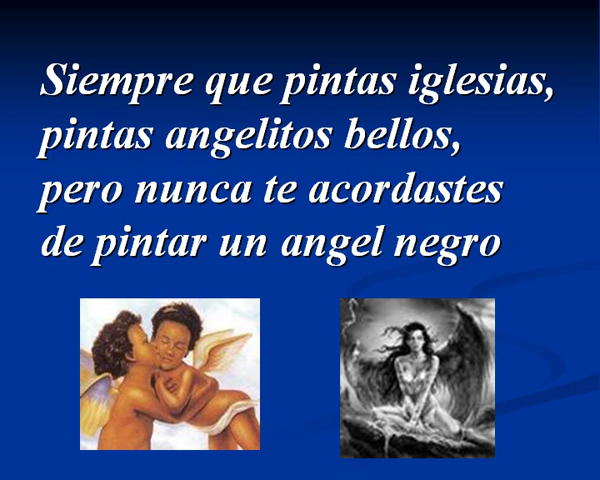 Siempre que pintas iglesias,
pintas angelitos bellos,
pero nunca te acordastes
de pintar un angel negro